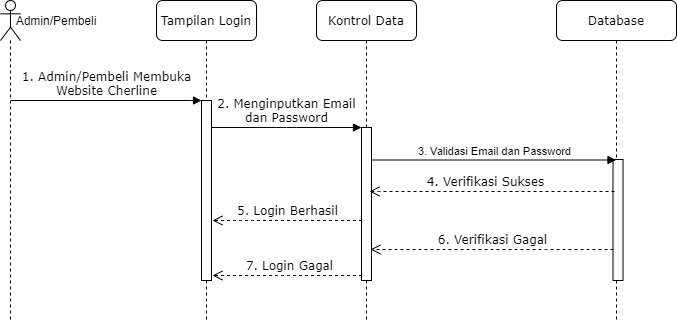 Admin/Pembeli
Tampilan Login
Kontrol Data
Database
1. Admin/Pembeli Membuka
Website Cherline
2. Menginputkan Email
dan Password
3. Validasi Email dan Password
4. Verifikasi Sukses
5. Login Berhasil
6. Verifikasi Gagal
7. Login Gagal